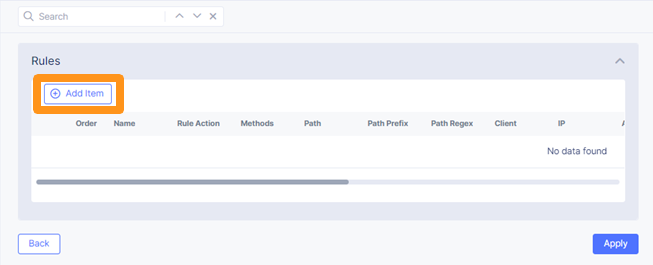 Search
Rules
Add Item
Order Name Rule Action Methods Path Path Prefix Path Regex Client IP
No data found
Back Apply